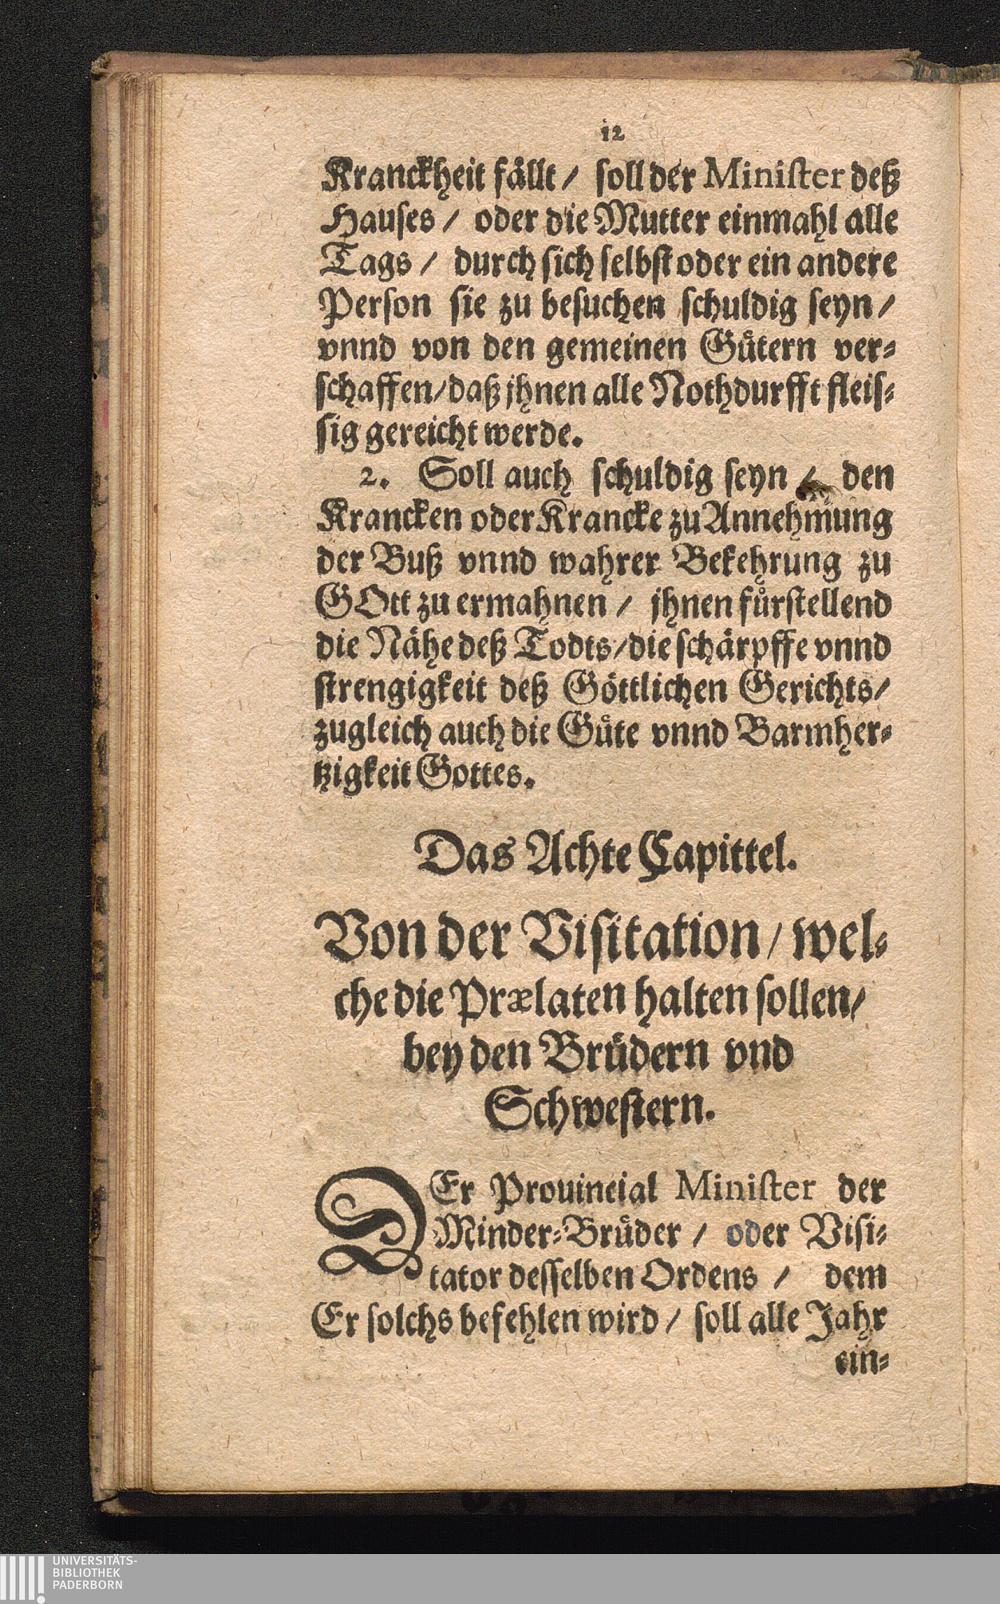 12
Kranckheit fällt / soll der Minister deß
Hauses / oder die Mutter einmahl alle
Tags / durch sich selbst oder ein andere
Person sie zu besuchen schuldig seyn /
vnnd von den gemeinen Gütern ver-
schaffen / daß jhnen alle Nothdurfft fleis-
sig gereicht werde.
2. Soll auch schuldig seyn / den
Krancken oder Krancke zu Annehmung
der Buß vnnd wahrer Bekehrung zu
GOtt zu ermahnen / jhnen fürstellend
die Nähe deß Todts / die schärpffe vnnd
strengigkeit deß Göttlichen Gerichts /
zugleich auch die Güte vnnd Barmher-
tzigkeit Gottes.
Das Achte Capittel.
Von der Visitation / wel-
che die Prælaten halten sollen /
bey den Brüdern vnd
Schwestern.
DEr Prouincial Minister der
Minder-Brüder / oder Visi-
tator desselben Ordens / dem
Er solchs befehlen wird / soll alle Jahr
ein-
UNIVERSITÄTS-
BIBLIOTHEK
PADERBORN